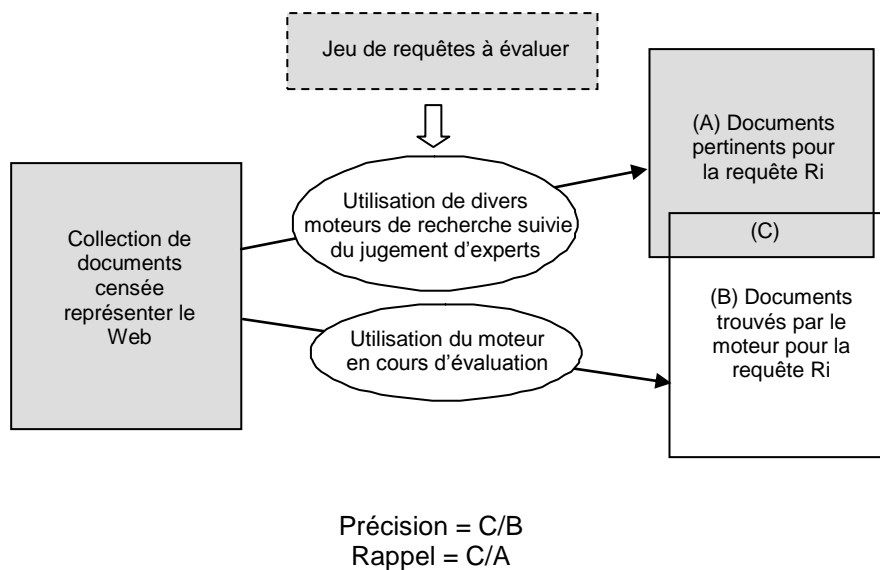 Jeu de requêtes à évaluer
(A) Documents
pertinents pour
la requête Ri
Utilisation de divers
moteurs de recherche suivie
du jugement d'experts
Collection de
documents
censée
représenter le
Web
(C)
(B) Documents
trouvés par le
moteur pour la
requête Ri
Utilisation du moteur
en cours d'évaluation
Précision = C/B
Rappel = C/A